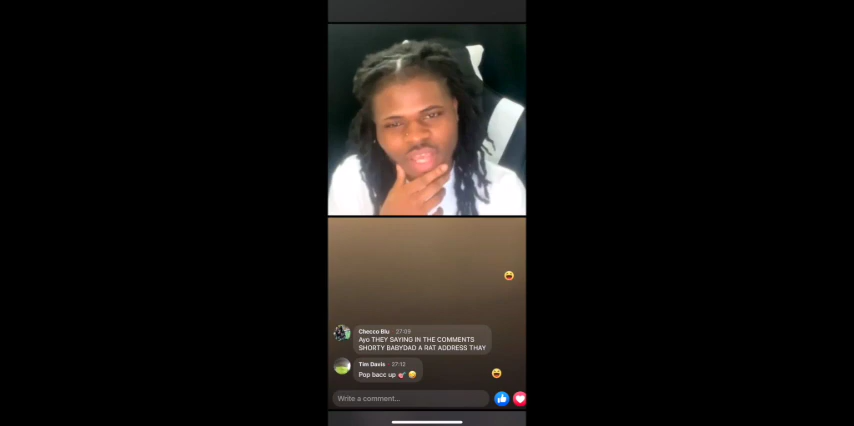 Checco Blu · 27:09
Ayo THEY SAYING IN THE COMMENTS
SHORTY BABYDAD A RAT ADDRESS THAY
Tim Davis · 27:12
Pop bacc up 🚀 😜
Write a comment...